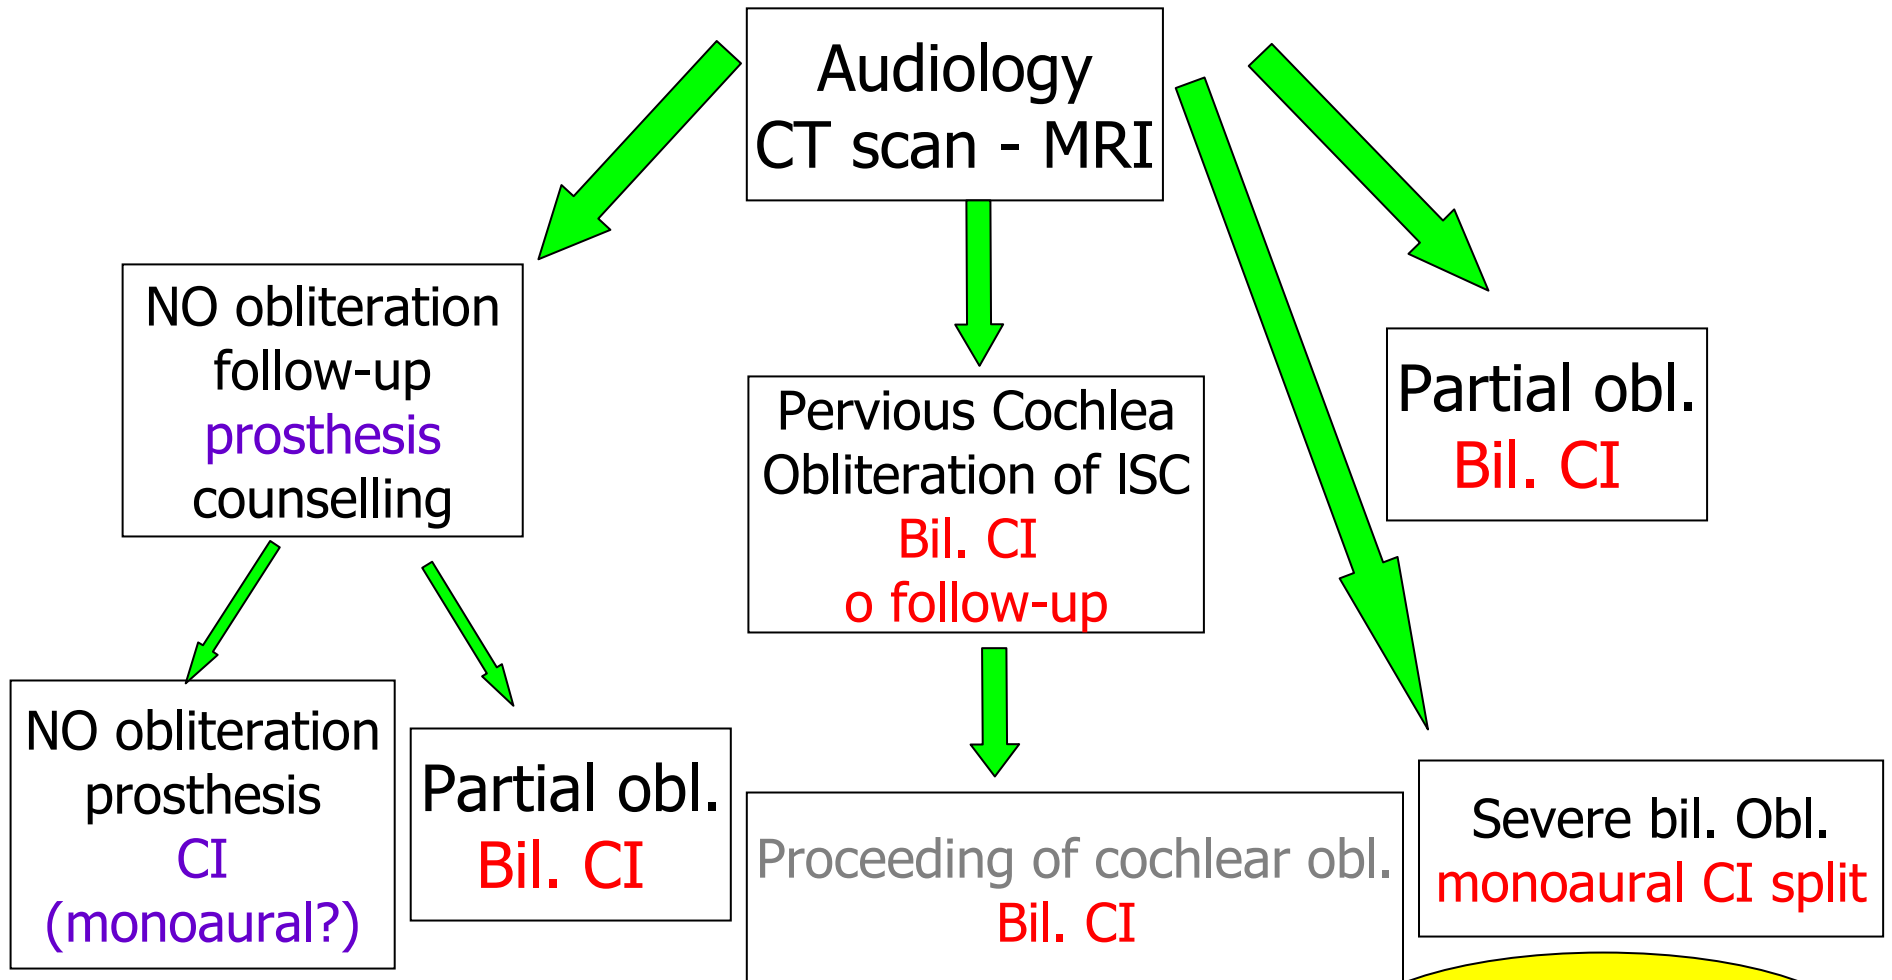 Audiology
CT scan - MRI
NO obliteration
follow-up
prosthesis
counselling
Pervious Cochlea
Obliteration of lSC
Bil. CI
o follow-up
Partial obl.
Bil. CI
NO obliteration
prosthesis
CI
(monoaural?)
Partial obl.
Bil. CI
Proceeding of cochlear obl.
Bil. CI
Severe bil. Obl.
monoaural CI split